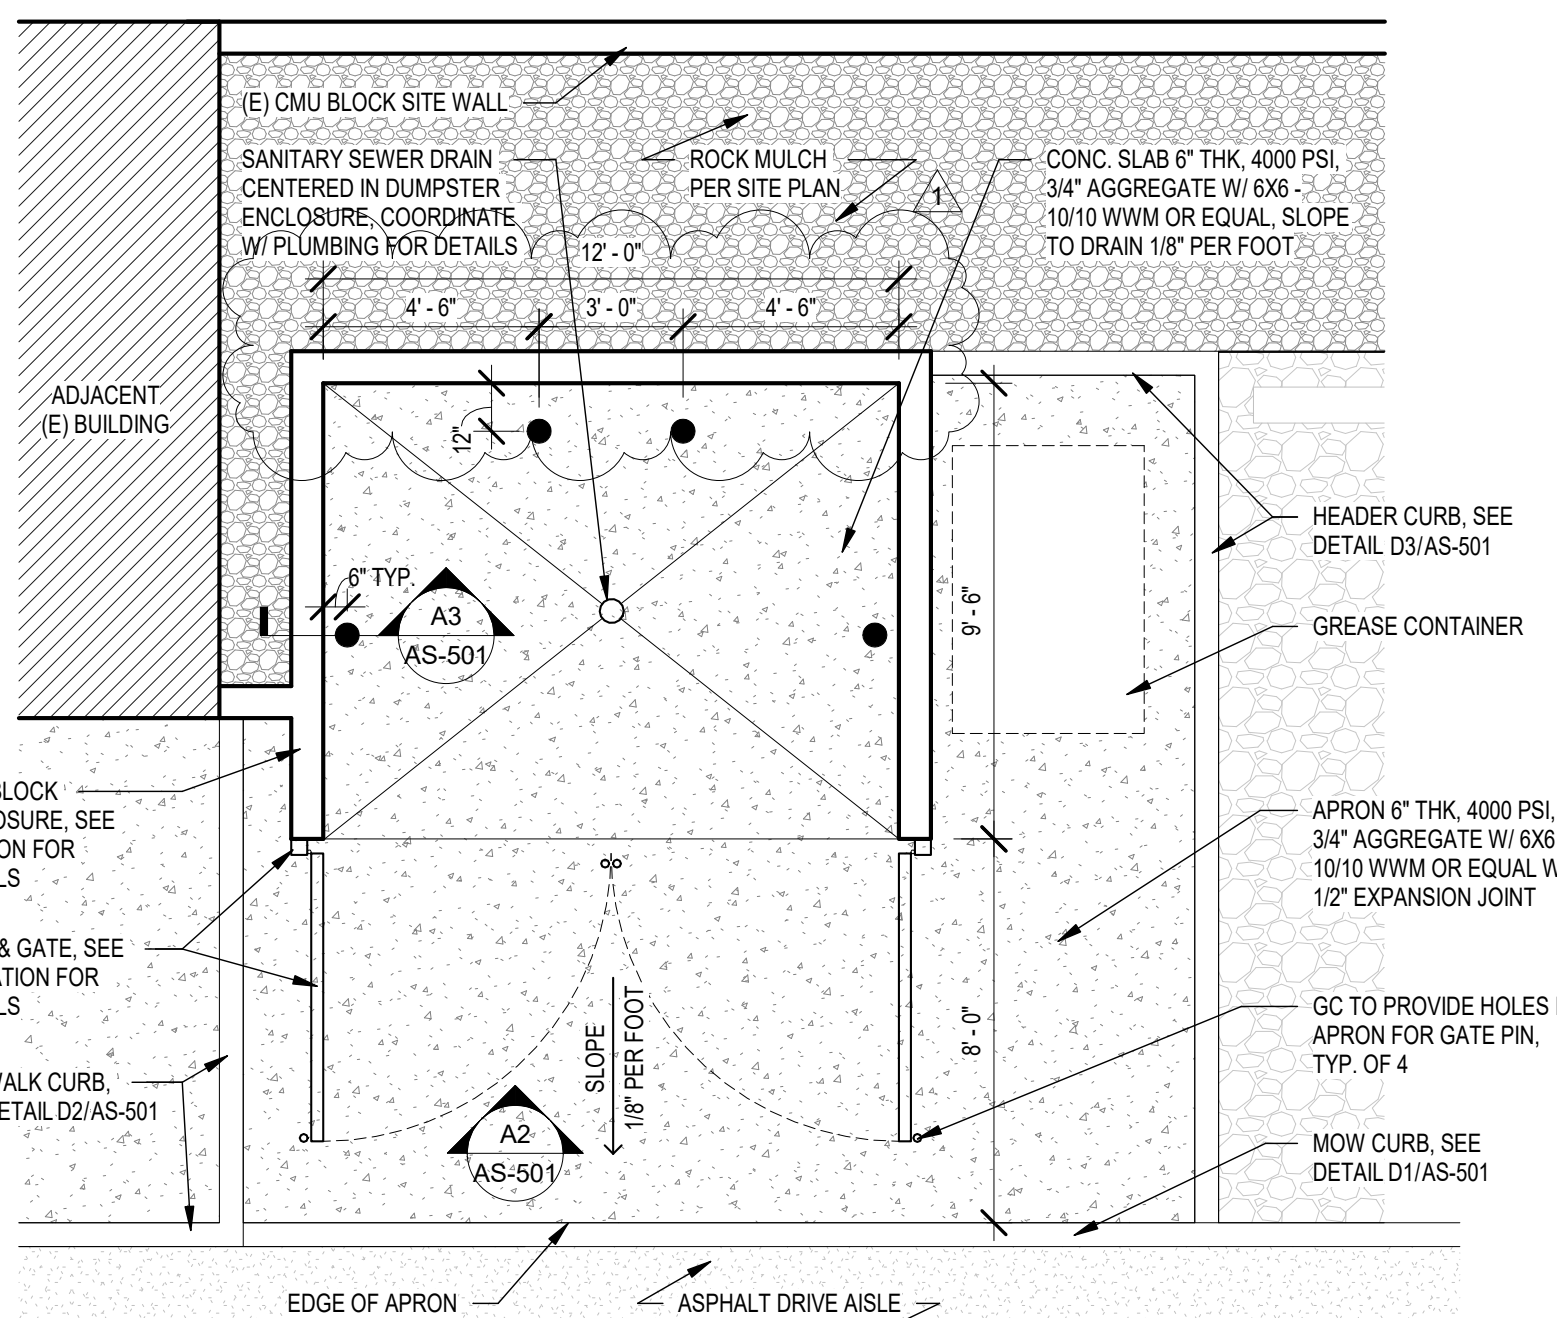 (E) CMU BLOCK SITE WALL
SANITARY SEWER DRAIN
CENTERED IN DUMPSTER
ENCLOSURE, COORDINATE
W/ PLUMBING FOR DETAILS
ROCK MULCH
PER SITE PLAN
1
CONC. SLAB 6" THK, 4000 PSI,
3/4" AGGREGATE W/ 6X6 -
10/10 WWM OR EQUAL, SLOPE
TO DRAIN 1/8" PER FOOT
12' - 0"
4' - 6"
3' - 0"
4' - 6"
ADJACENT
(E) BUILDING
12"
6" TYP.
A3
AS-501
9' - 6"
HEADER CURB, SEE
DETAIL D3/AS-501
GREASE CONTAINER
BLOCK
OSURE, SEE
ION FOR
LS
APRON 6" THK, 4000 PSI,
3/4" AGGREGATE W/ 6X6
10/10 WWM OR EQUAL W
1/2" EXPANSION JOINT
& GATE, SEE
ATION FOR
LS
SLOPE
1/8" PER FOOT
8' - 0"
GC TO PROVIDE HOLES
APRON FOR GATE PIN,
TYP. OF 4
WALK CURB,
ETAIL D2/AS-501
A2
AS-501
MOW CURB, SEE
DETAIL D1/AS-501
EDGE OF APRON
ASPHALT DRIVE AISLE